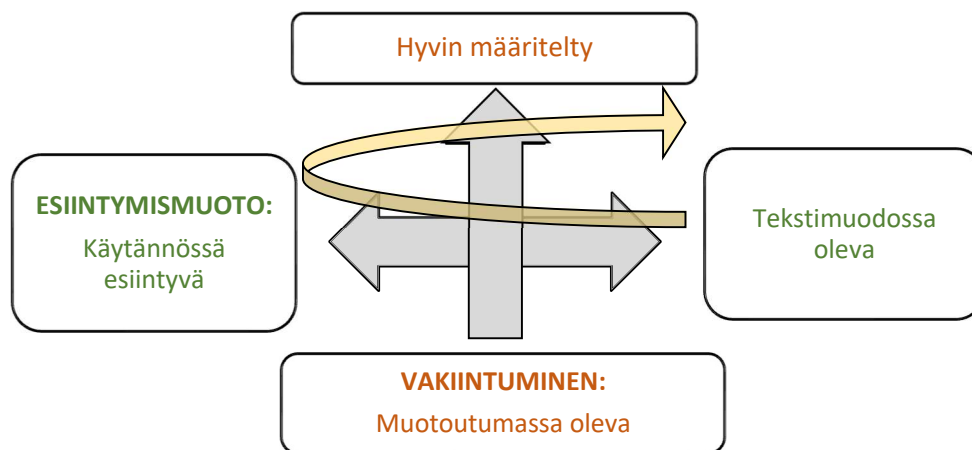 Hyvin määritelty
ESIINTYMISMUOTO:
Käytännössä
esiintyvä
Tekstimuodossa
oleva
VAKIINTUMINEN:
Muotoutumassa oleva